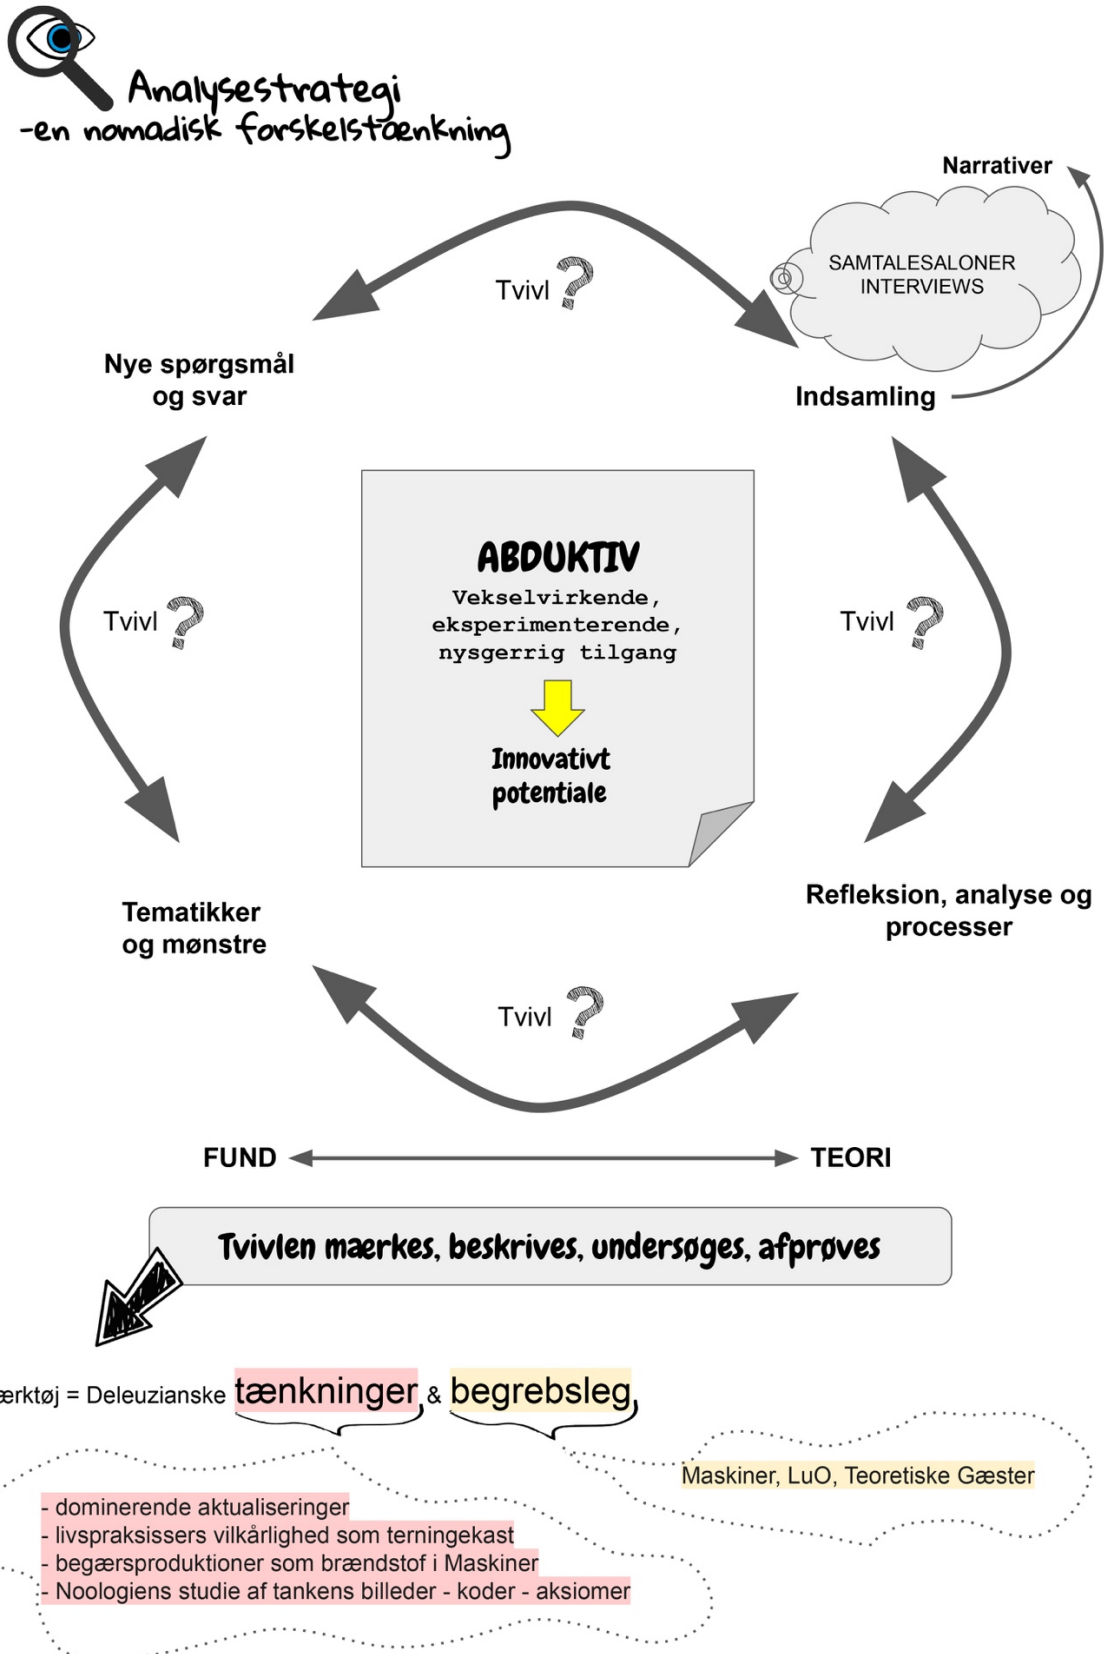 Analysestrategi
-en nomadisk forskelstænkning
Narrativer
SAMTALESALONER
INTERVIEWS
Tvivl ?
Nye spørgsmål
og svar
Indsamling
ABDUKTIV
Vekselvirkende,
eksperimenterende,
nysgerrig tilgang
Innovativt
potentiale
Tvivl ?
Tvivl ?
Tematikker
og mønstre
Refleksion, analyse og
processer
Tvivl ?
FUND
TEORI
Tvivlen mærkes, beskrives, undersøges, afprøves
ærktøj = Deleuzianske tænkninger & begrebsleg
Maskiner, LuO, Teoretiske Gæster
- dominerende aktualiseringer
- livspraksissers vilkårlighed som terningekast
- begærsproduktioner som brændstof i Maskiner
- Noologiens studie af tankens billeder - koder - aksiomer